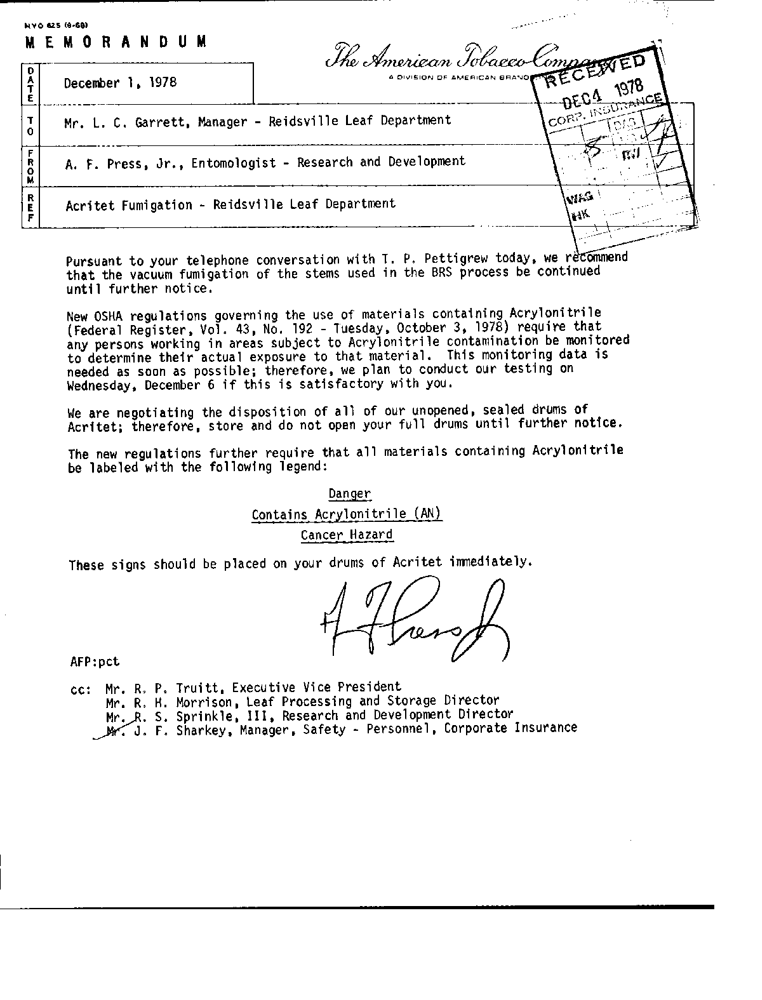 NYO 625 (6-68)
MEMORANDUM
The American Tobacco Company
A DIVISION OF AMERICAN BRANDS
RECEIVED
DEC 4 1978
CORP. INSURANCE
WAG
HK
DATE
December 1, 1978
TO
Mr. L. C. Garrett, Manager - Reidsville Leaf Department
FROM
A. F. Press, Jr., Entomologist - Research and Development
REF
Acritet Fumigation - Reidsville Leaf Department
Pursuant to your telephone conversation with T. P. Pettigrew today, we recommend
that the vacuum fumigation of the stems used in the BRS process be continued
until further notice.
New OSHA regulations governing the use of materials containing Acrylonitrile
(Federal Register, Vol. 43, No. 192 - Tuesday, October 3, 1978) require that
any persons working in areas subject to Acrylonitrile contamination be monitored
to determine their actual exposure to that material. This monitoring data is
needed as soon as possible; therefore, we plan to conduct our testing on
Wednesday, December 6 if this is satisfactory with you.
We are negotiating the disposition of all of our unopened, sealed drums of
Acritet; therefore, store and do not open your full drums until further notice.
The new regulations further require that all materials containing Acrylonitrile
be labeled with the following legend:
Danger
Contains Acrylonitrile (AN)
Cancer Hazard
These signs should be placed on your drums of Acritet immediately.
AFP:pct
cc: Mr. R. P. Truitt, Executive Vice President
Mr. R. H. Morrison, Leaf Processing and Storage Director
Mr. R. S. Sprinkle, III, Research and Development Director
Mr. J. F. Sharkey, Manager, Safety - Personnel, Corporate Insurance